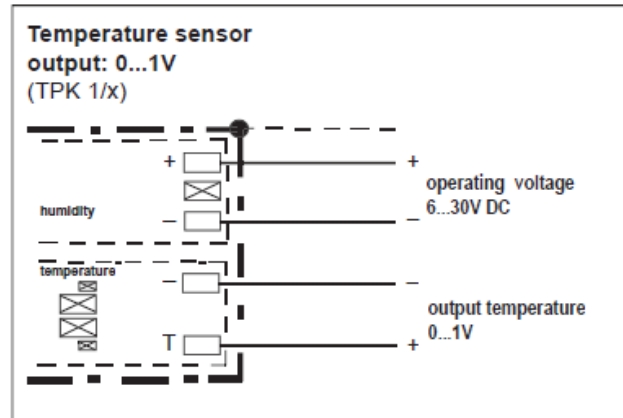 Temperature sensor
output: 0...1V
(TPK 1/x)
+ +
operating voltage
6...30V DC
humidity
– –
temperature
– –
output temperature
0...1V
T +